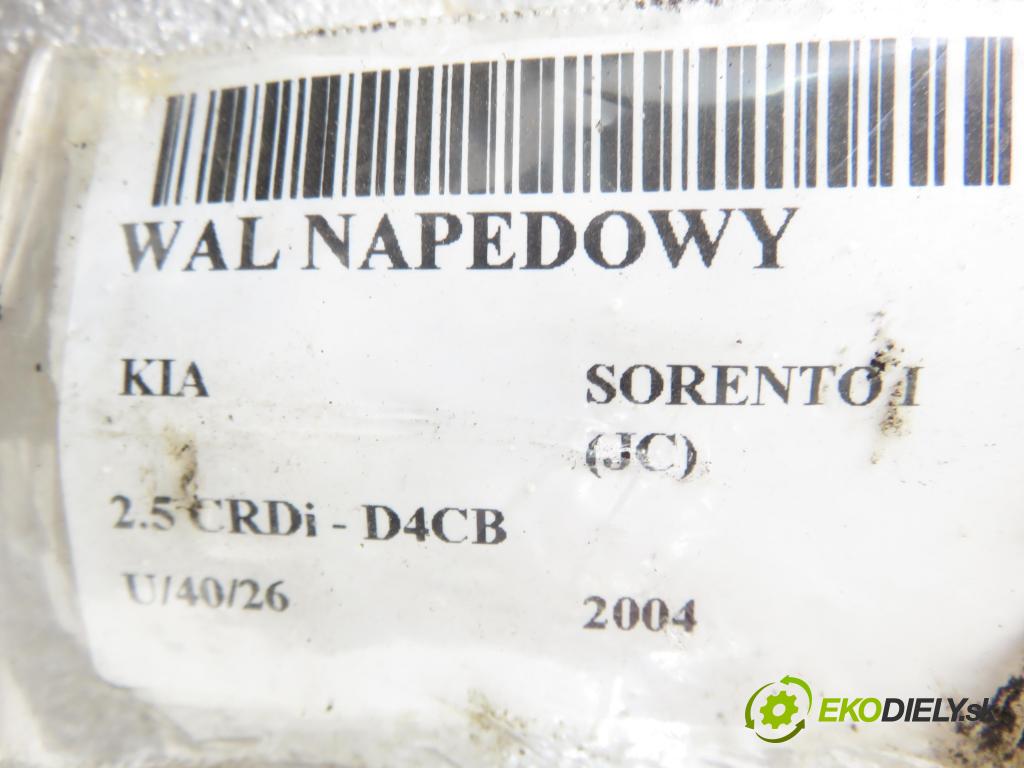 WAL NAPEDOWY
KIA SORENTO I
(JC)
2.5 CRDi - D4CB
U/40/26 2004
EKODIELY.sk